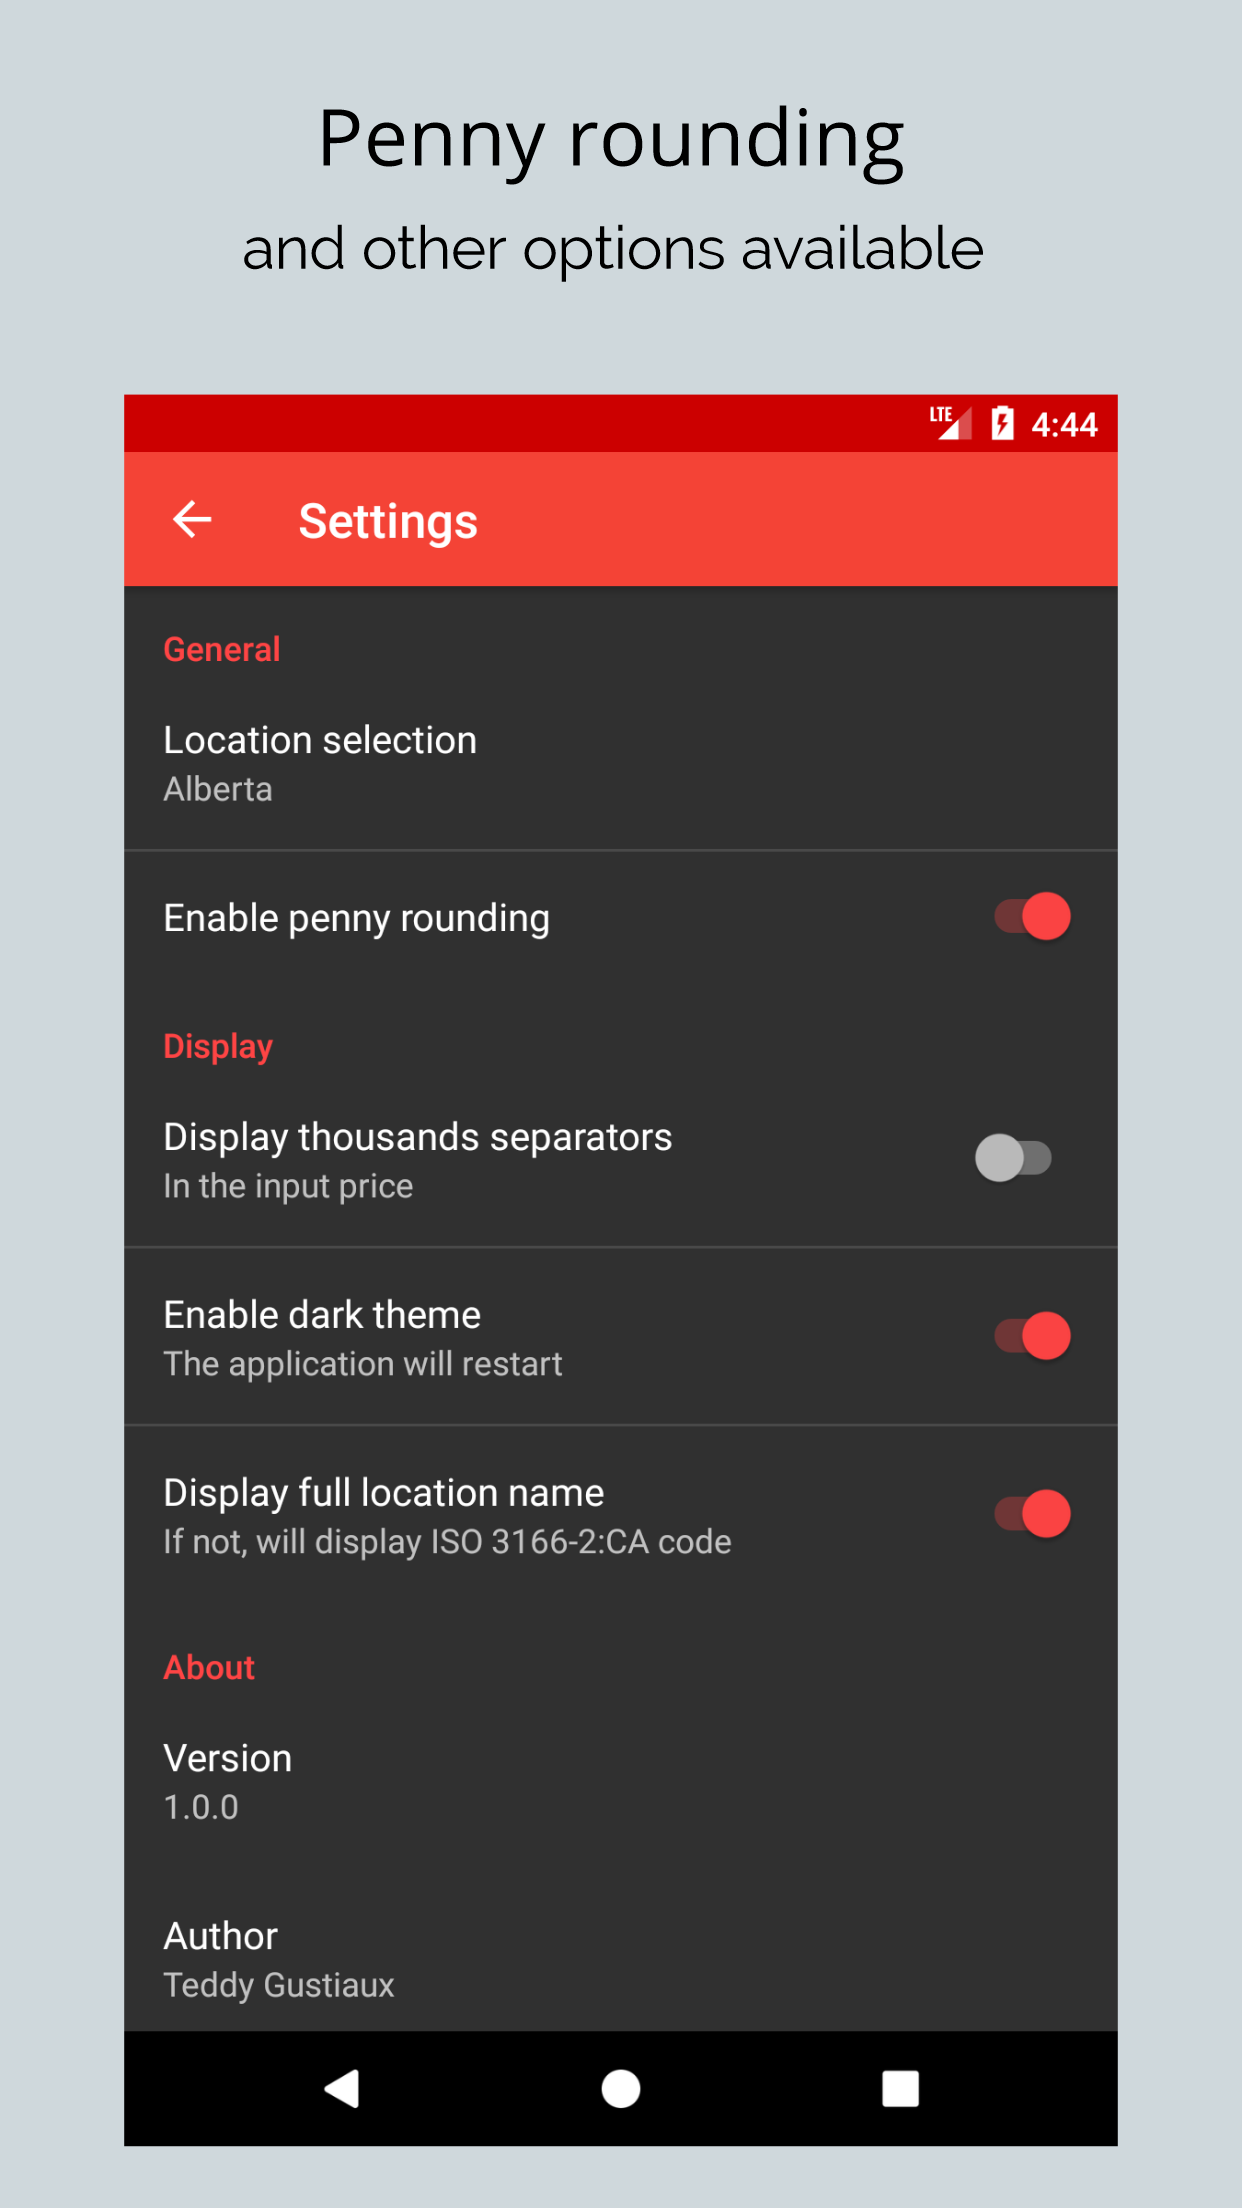 Penny rounding
and other options available
LTE 4:44
Settings
General
Location selection
Alberta
Enable penny rounding
Display
Display thousands separators
In the input price
Enable dark theme
The application will restart
Display full location name
If not, will display ISO 3166-2:CA code
About
Version
1.0.0
Author
Teddy Gustiaux